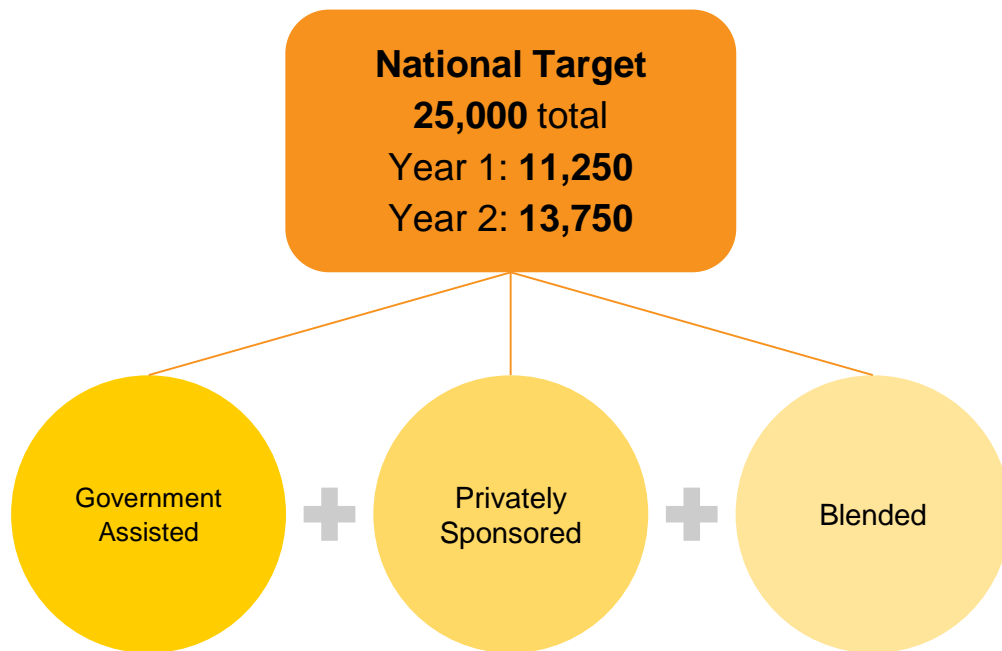 National Target
25,000 total
Year 1: 11,250
Year 2: 13,750
Government
Assisted
Privately
Sponsored
Blended